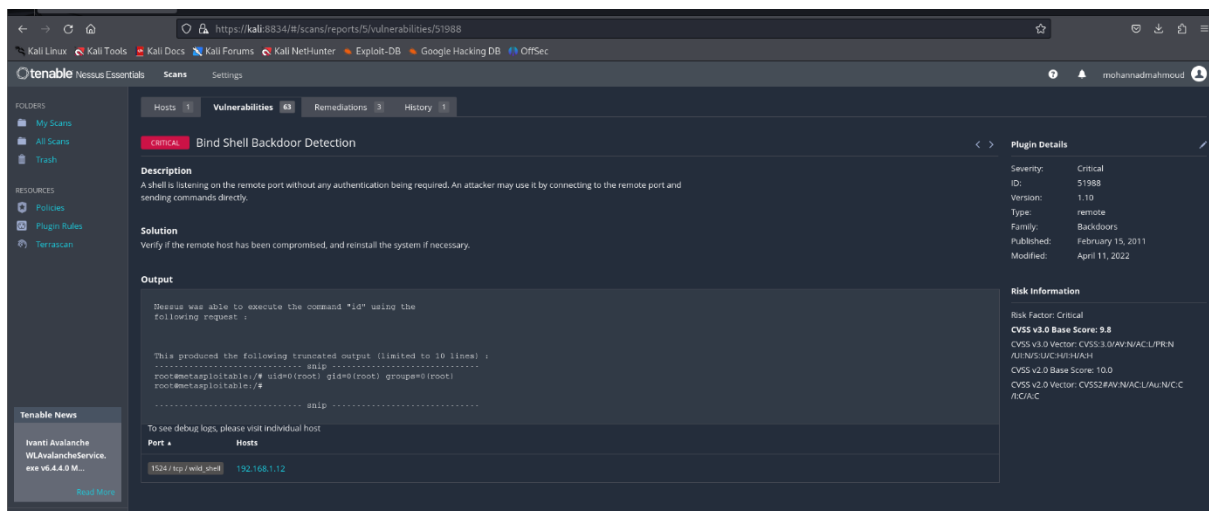 https://kali:8834/#/scans/reports/5/vulnerabilities/51988
Kali Linux Kali Tools Kali Docs Kali Forums Kali NetHunter Exploit-DB Google Hacking DB OffSec
tenable Nessus Essentials Scans Settings mohannadmahmoud
FOLDERS
My Scans
All Scans
Trash
RESOURCES
Policies
Plugin Rules
Terrascan
Tenable News
Ivanti Avalanche
WLAvalancheService.
exe v6.4.4.0 M...
Read More
Hosts 1 Vulnerabilities 63 Remediations 3 History 1
CRITICAL Bind Shell Backdoor Detection
Description
A shell is listening on the remote port without any authentication being required. An attacker may use it by connecting to the remote port and
sending commands directly.
Solution
Verify if the remote host has been compromised, and reinstall the system if necessary.
Output
Nessus was able to execute the command "id" using the
following request :
This produced the following truncated output (limited to 10 lines) :
------------------------------ snip ------------------------------
root@metasploitable:/# uid=0(root) gid=0(root) groups=0(root)
root@metasploitable:/#
------------------------------ snip ------------------------------
To see debug logs, please visit individual host
Port Hosts
1524 / tcp / wild_shell 192.168.1.12
Plugin Details
Severity: Critical
ID: 51988
Version: 1.10
Type: remote
Family: Backdoors
Published: February 15, 2011
Modified: April 11, 2022
Risk Information
Risk Factor: Critical
CVSS v3.0 Base Score: 9.8
CVSS v3.0 Vector: CVSS:3.0/AV:N/AC:L/PR:N
/UI:N/S:U/C:H/I:H/A:H
CVSS v2.0 Base Score: 10.0
CVSS v2.0 Vector: CVSS2#AV:N/AC:L/Au:N/C:C
/I:C/A:C